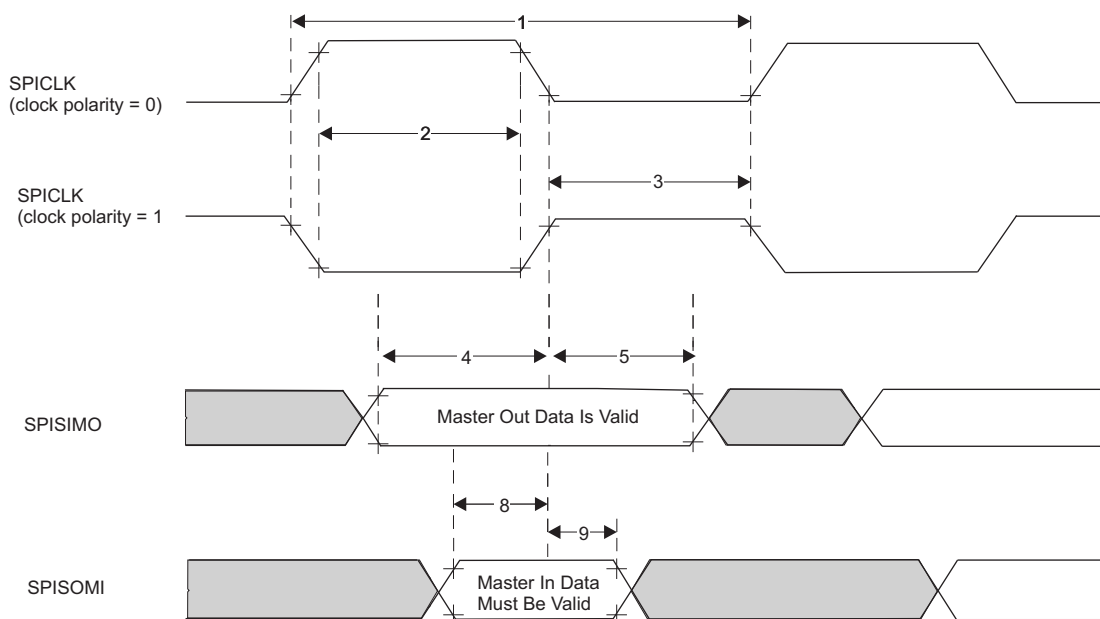 1
SPICLK
(clock polarity = 0)
2
SPICLK
(clock polarity = 1
3
4
5
SPISIMO
Master Out Data Is Valid
8
9
SPISOMI
Master In Data
Must Be Valid